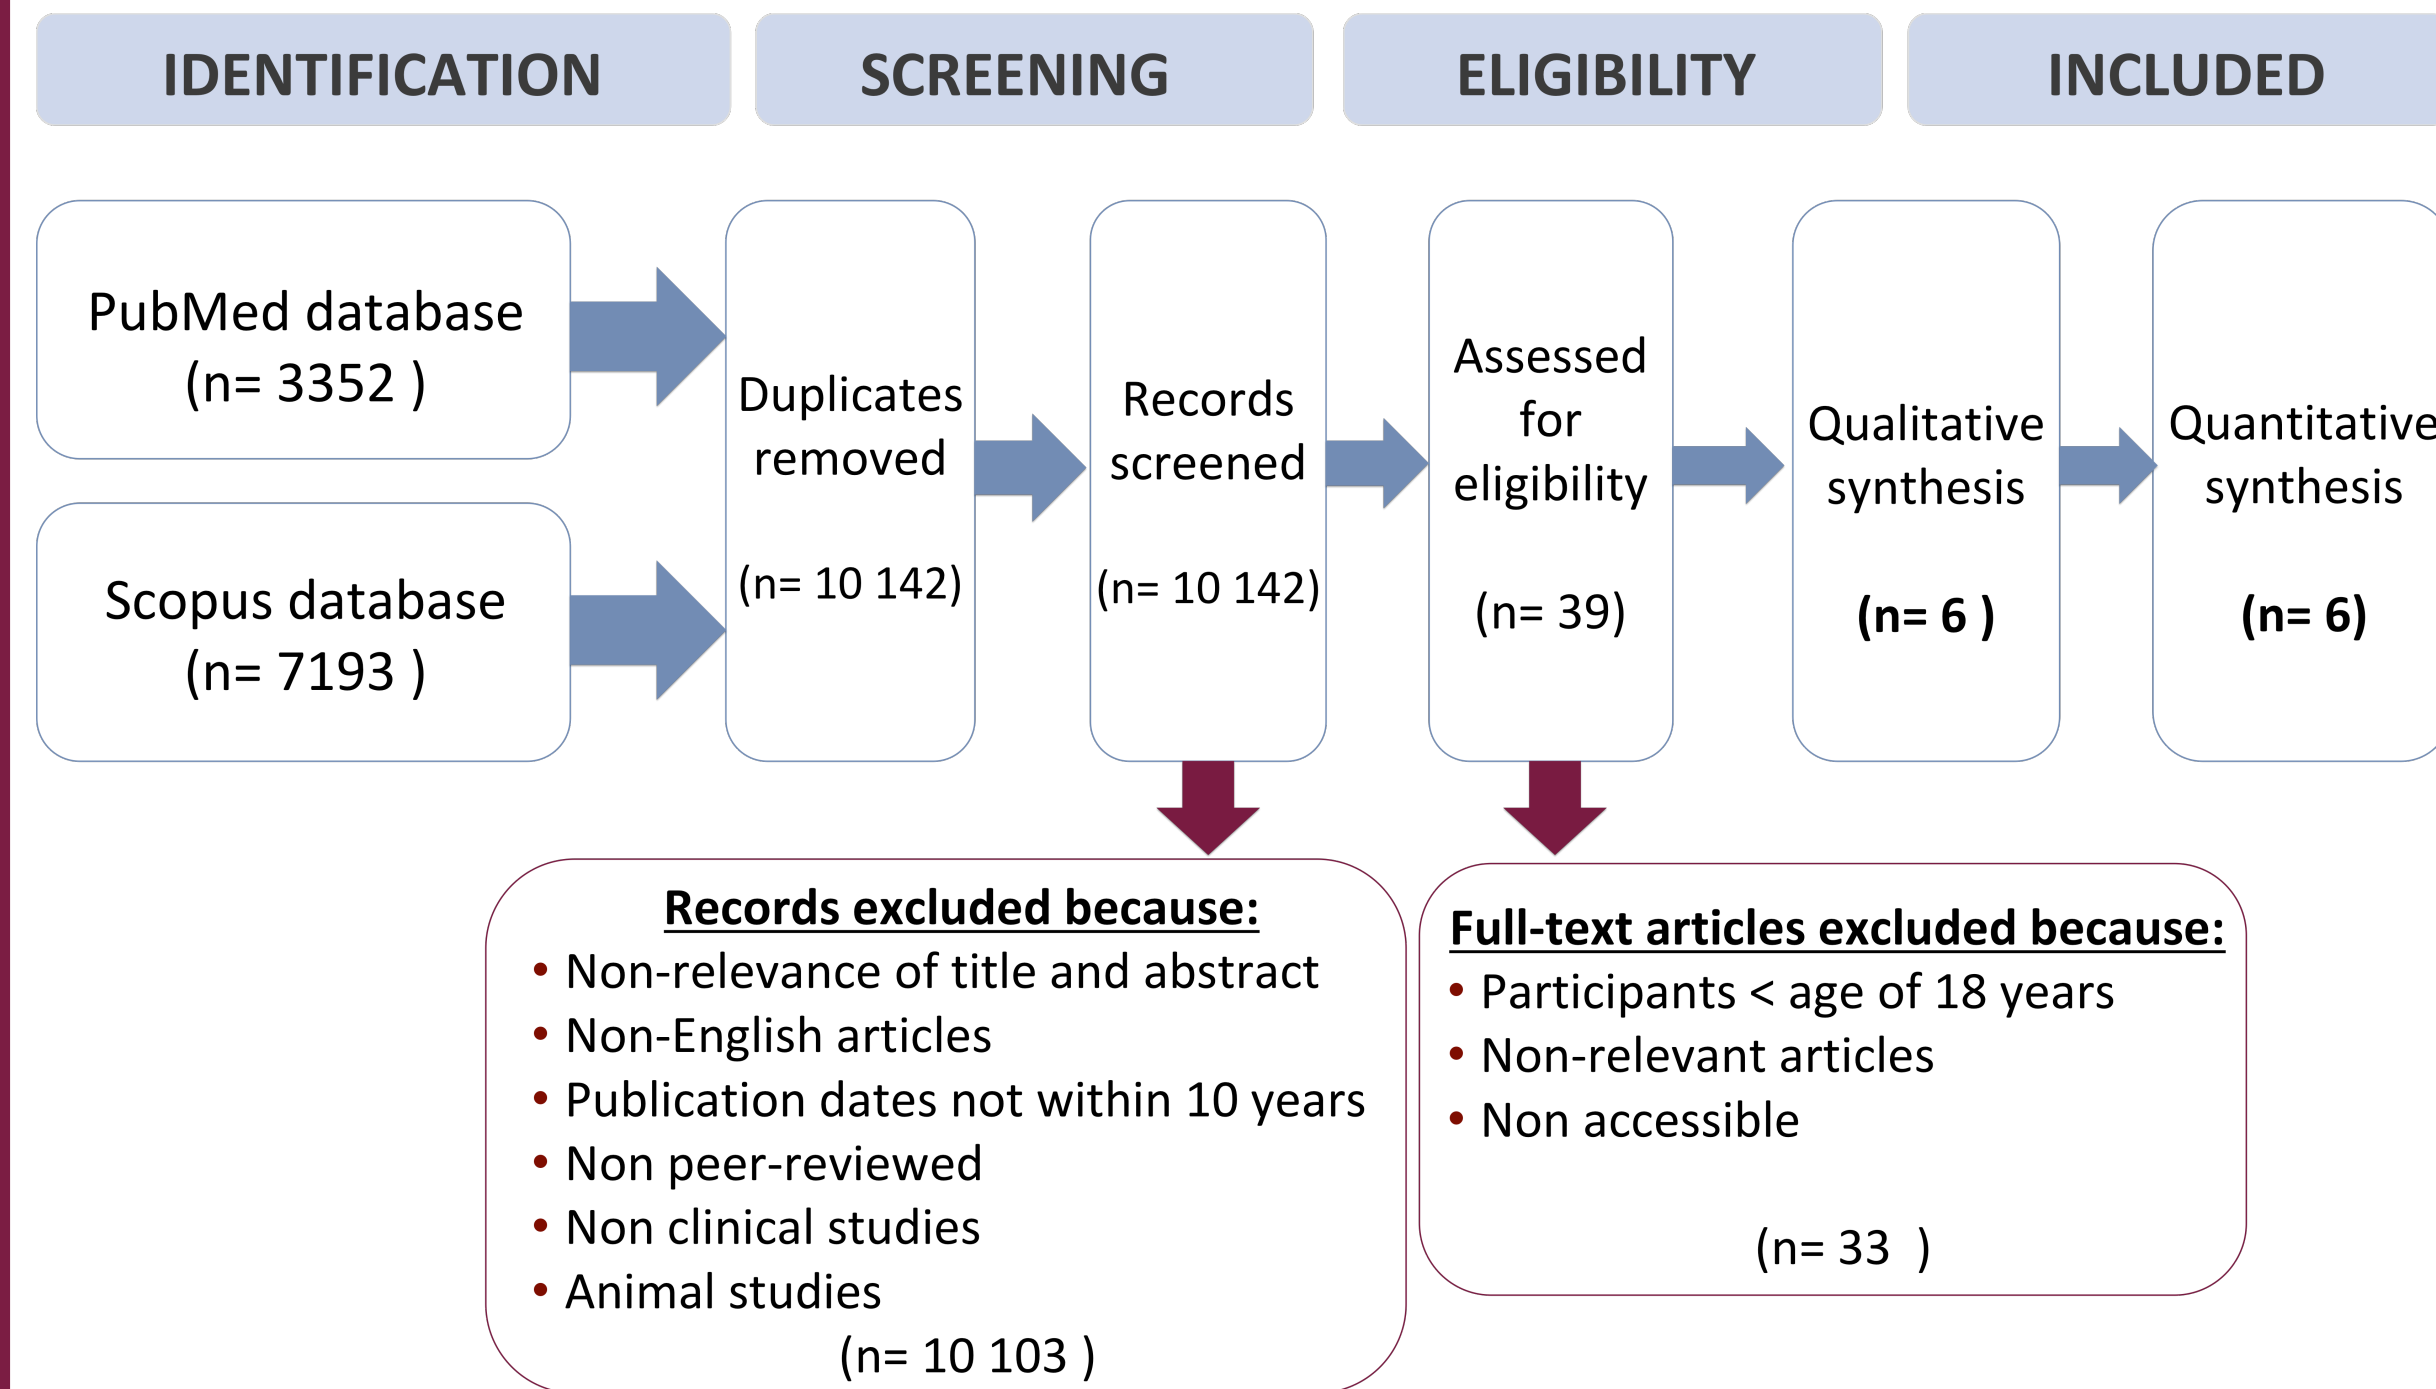 IDENTIFICATION
SCREENING
ELIGIBILITY
INCLUDED
PubMed database
(n= 3352 )
Scopus database
(n= 7193 )
Duplicates
removed
(n= 10 142)
Records
screened
(n= 10 142)
Assessed
for
eligibility
(n= 39)
Qualitative
synthesis
(n= 6 )
Quantitative
synthesis
(n= 6)
Records excluded because:
• Non-relevance of title and abstract
• Non-English articles
• Publication dates not within 10 years
• Non peer-reviewed
• Non clinical studies
• Animal studies
(n= 10 103 )
Full-text articles excluded because:
• Participants < age of 18 years
• Non-relevant articles
• Non accessible
(n= 33  )